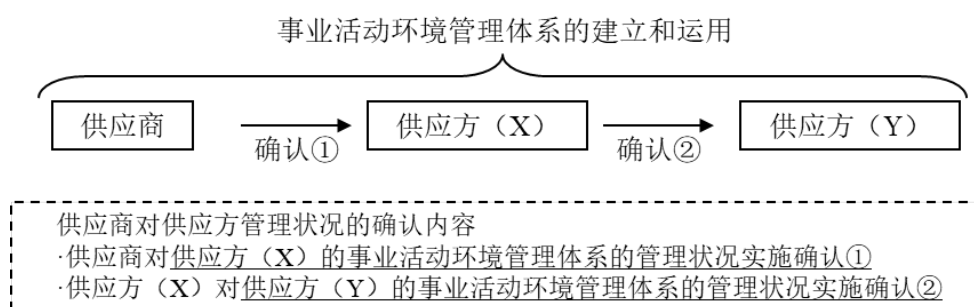 事业活动环境管理体系的建立和运用
供应商
供应方（X）
供应方（Y）
确认①
确认②
供应商对供应方管理状况的确认内容
·供应商对供应方（X）的事业活动环境管理体系的管理状况实施确认①
·供应方（X）对供应方（Y）的事业活动环境管理体系的管理状况实施确认②